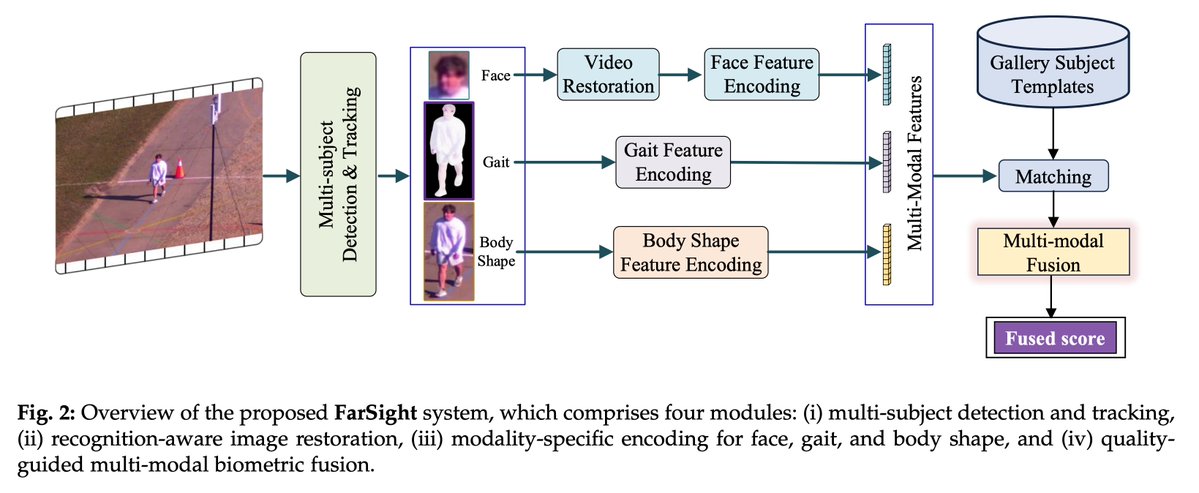 Multi-subject
Detection & Tracking
Face
Gait
Body
Shape
Video
Restoration
Face Feature
Encoding
Gait Feature
Encoding
Body Shape
Feature Encoding
Multi-Modal Features
Gallery Subject
Templates
Matching
Multi-modal
Fusion
Fused score
Fig. 2: Overview of the proposed FarSight system, which comprises four modules: (i) multi-subject detection and tracking,
(ii) recognition-aware image restoration, (iii) modality-specific encoding for face, gait, and body shape, and (iv) quality-
guided multi-modal biometric fusion.